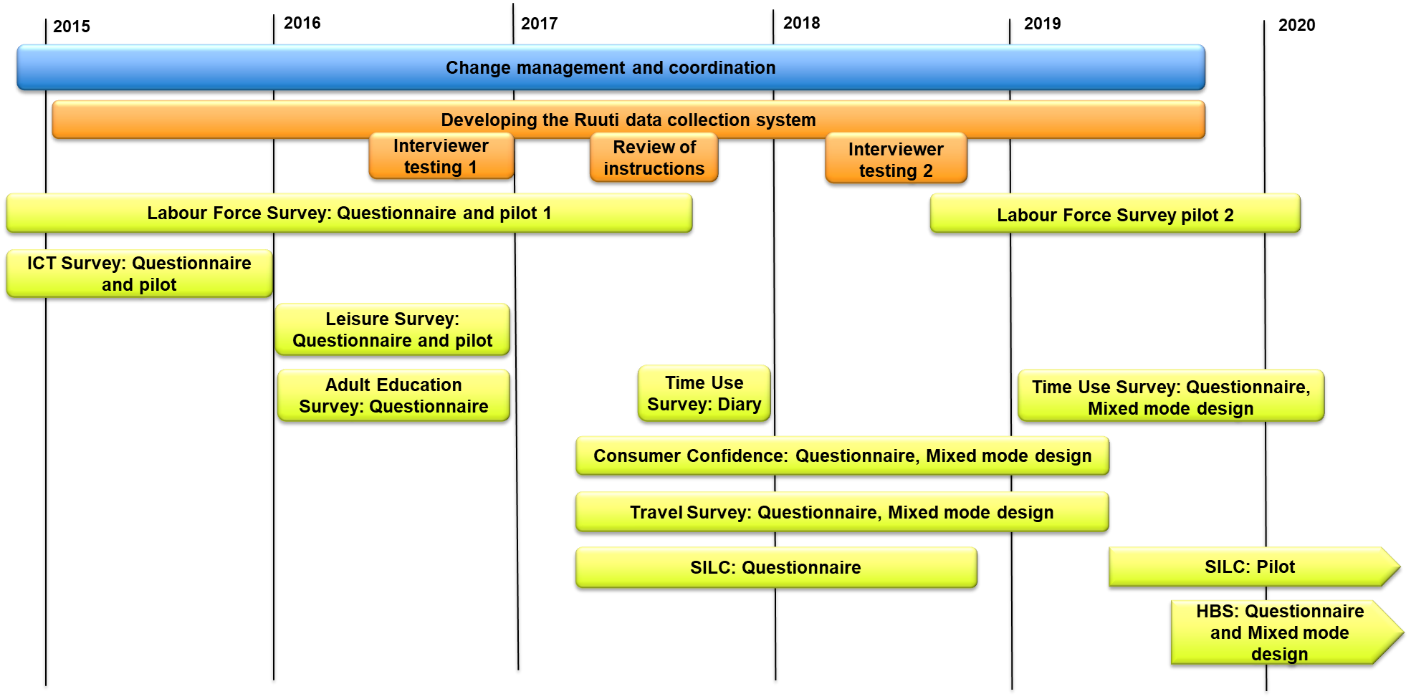 2015
2016
2017
2018
2019
2020
Change management and coordination
Developing the Ruuti data collection system
Interviewer
testing 1
Review of
instructions
Interviewer
testing 2
Labour Force Survey: Questionnaire and pilot 1
Labour Force Survey pilot 2
ICT Survey: Questionnaire
and pilot
Leisure Survey:
Questionnaire and pilot
Adult Education
Survey: Questionnaire
Time Use
Survey: Diary
Time Use Survey: Questionnaire,
Mixed mode design
Consumer Confidence: Questionnaire, Mixed mode design
Travel Survey: Questionnaire, Mixed mode design
SILC: Questionnaire
SILC: Pilot
HBS: Questionnaire
and Mixed mode
design